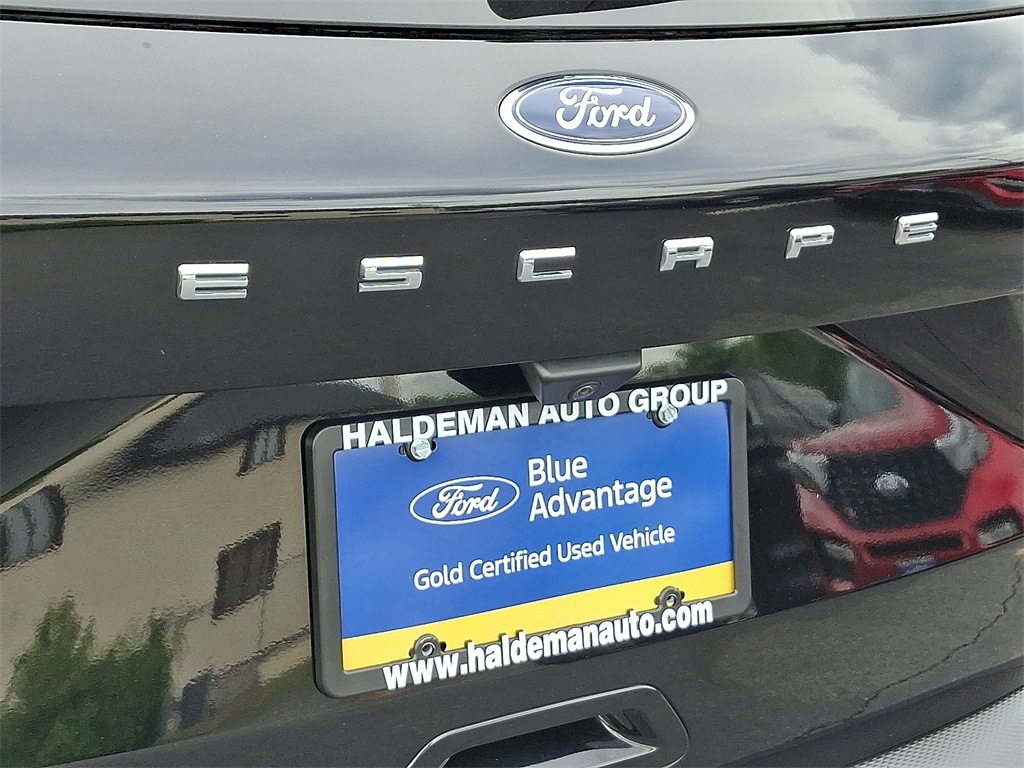 Ford
ESCAPE
HALDEMAN AUTO GROUP
Ford
Blue
Advantage
Gold Certified Used Vehicle
www.haldemanauto.com